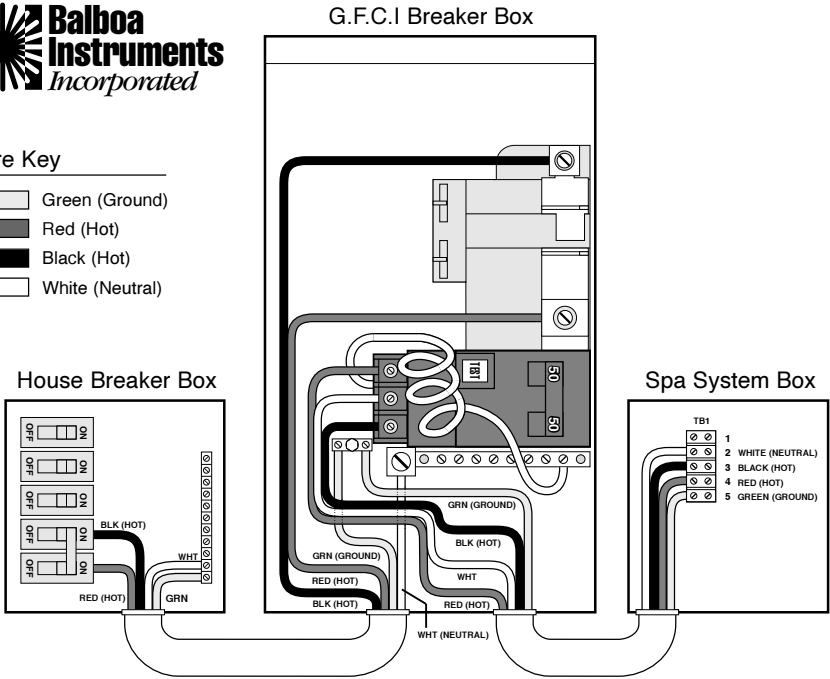 G.F.C.I Breaker Box
Balboa
Instruments
Incorporated
re Key
Green (Ground)
Red (Hot)
Black (Hot)
White (Neutral)
House Breaker Box
OFF ON
OFF ON
OFF ON
OFF ON
OFF ON
BLK (HOT)
WHT
RED (HOT)
GRN
TBT
50
50
GRN (GROUND)
BLK (HOT)
GRN (GROUND)
WHT
RED (HOT)
BLK (HOT)
RED (HOT)
WHT (NEUTRAL)
Spa System Box
TB1
1
2 WHITE (NEUTRAL)
3 BLACK (HOT)
4 RED (HOT)
5 GREEN (GROUND)